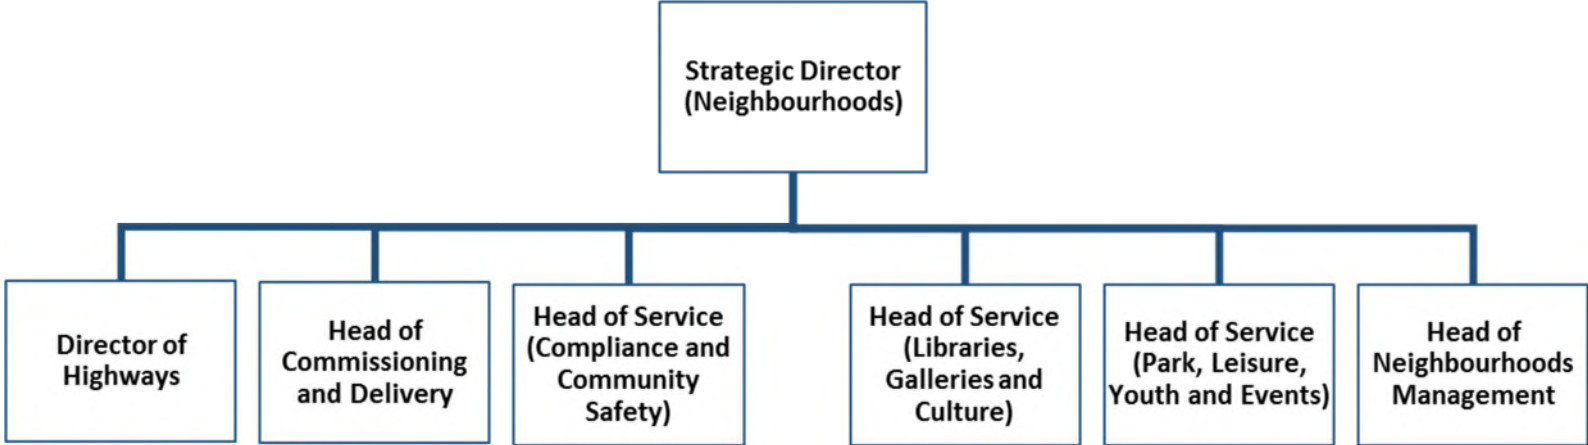 Strategic Director
(Neighbourhoods)
Director of
Highways
Head of
Commissioning
and Delivery
Head of Service
(Compliance and
Community
Safety)
Head of Service
(Libraries,
Galleries and
Culture)
Head of Service
(Park, Leisure,
Youth and Events)
Head of
Neighbourhoods
Management